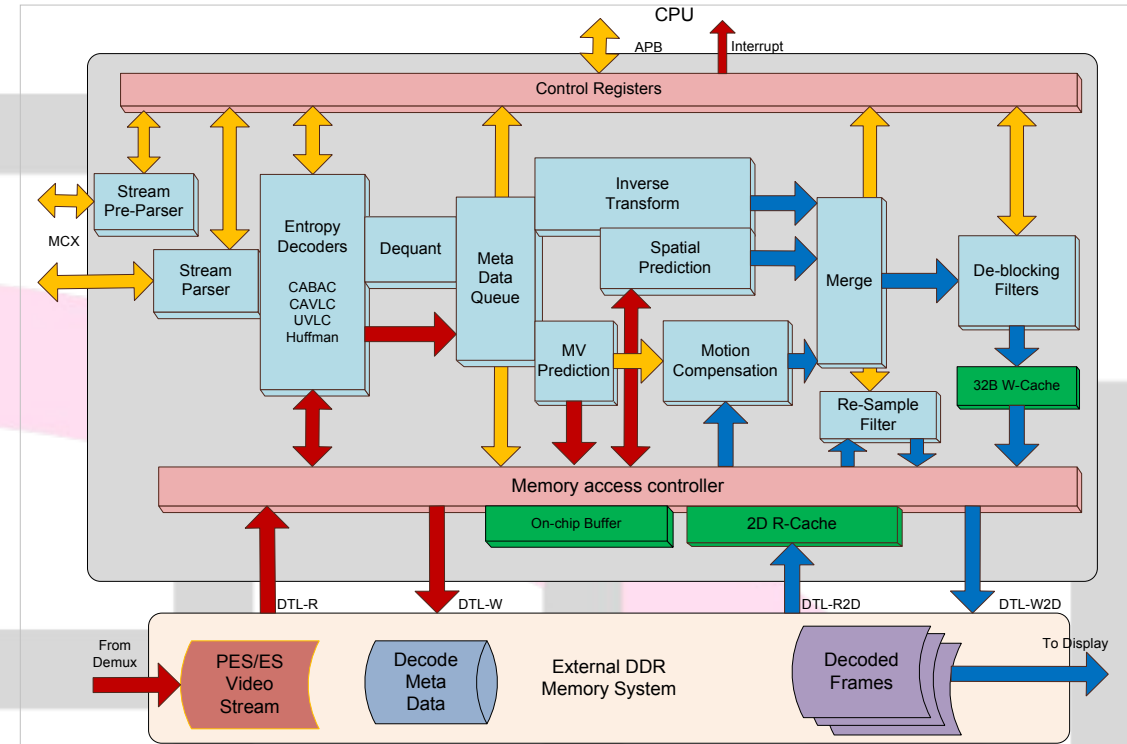 CPU
APB
Interrupt
Control Registers
Stream
Pre-Parser
MCX
Stream
Parser
Entropy
Decoders
CABAC
CAVLC
UVLC
Huffman
Dequant
Meta
Data
Queue
Inverse
Transform
Spatial
Prediction
MV
Prediction
Motion
Compensation
Merge
De-blocking
Filters
32B W-Cache
Re-Sample
Filter
Memory access controller
On-chip Buffer
2D R-Cache
DTL-R
DTL-W
DTL-R2D
DTL-W2D
From
Demux
PES/ES
Video
Stream
Decode
Meta
Data
External DDR
Memory System
Decoded
Frames
To Display